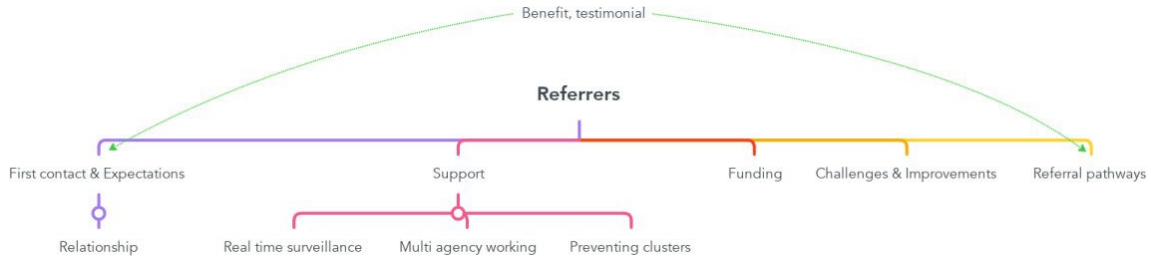 Benefit, testimonial
Referrers
First contact & Expectations
Support
Funding
Challenges & Improvements
Referral pathways
Relationship
Real time surveillance
Multi agency working
Preventing clusters